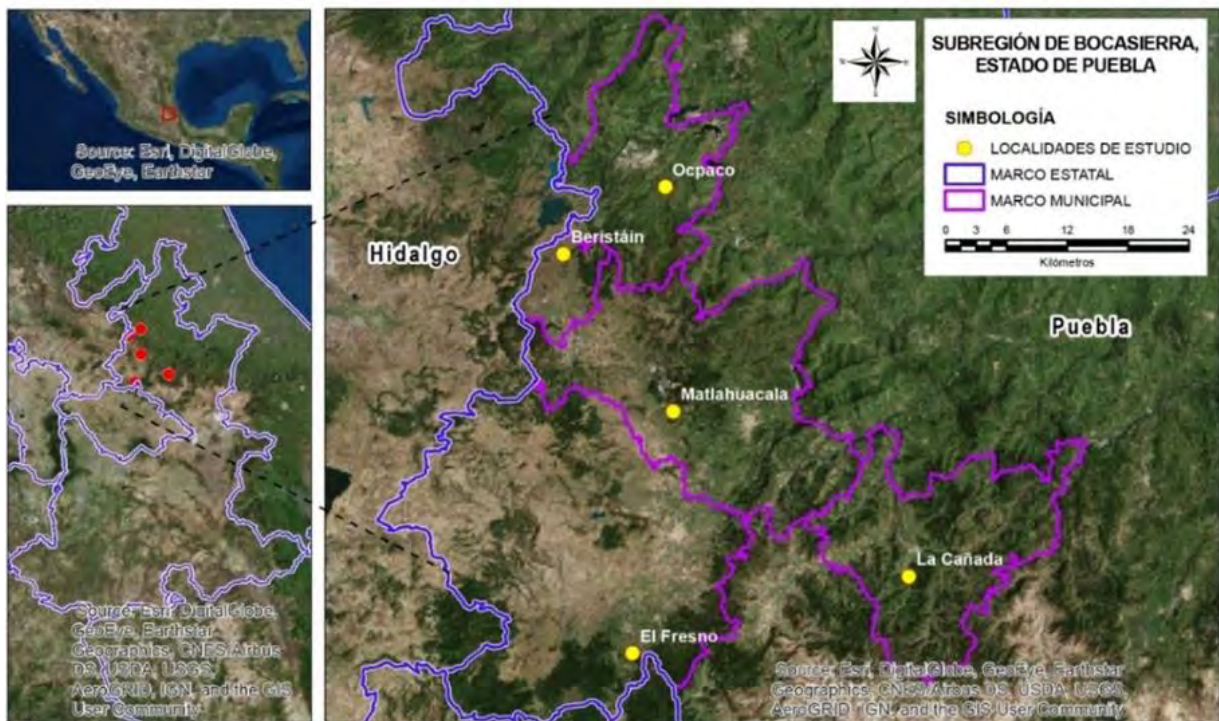 Source: Esri, DigitalGlobe,
GeoEye, Earthstar
Source: Esri, DigitalGlobe,
GeoEye, Earthstar
Geographics, CNES/Airbus
DS, USDA, USGS,
AeroGRID, IGN, and the GIS
User Community
SUBREGIÓN DE BOCASIERRA,
ESTADO DE PUEBLA
SIMBOLOGÍA
LOCALIDADES DE ESTUDIO
MARCO ESTATAL
MARCO MUNICIPAL
0 3 6 12 18 24
Kilómetros
Ocpaco
Beristáin
Hidalgo
Puebla
Matlahuacala
La Cañada
El Fresno
Source: Esri, DigitalGlobe, GeoEye, Earthstar
Geographics, CNES/Airbus DS, USDA, USGS,
AeroGRID, IGN, and the GIS User Community